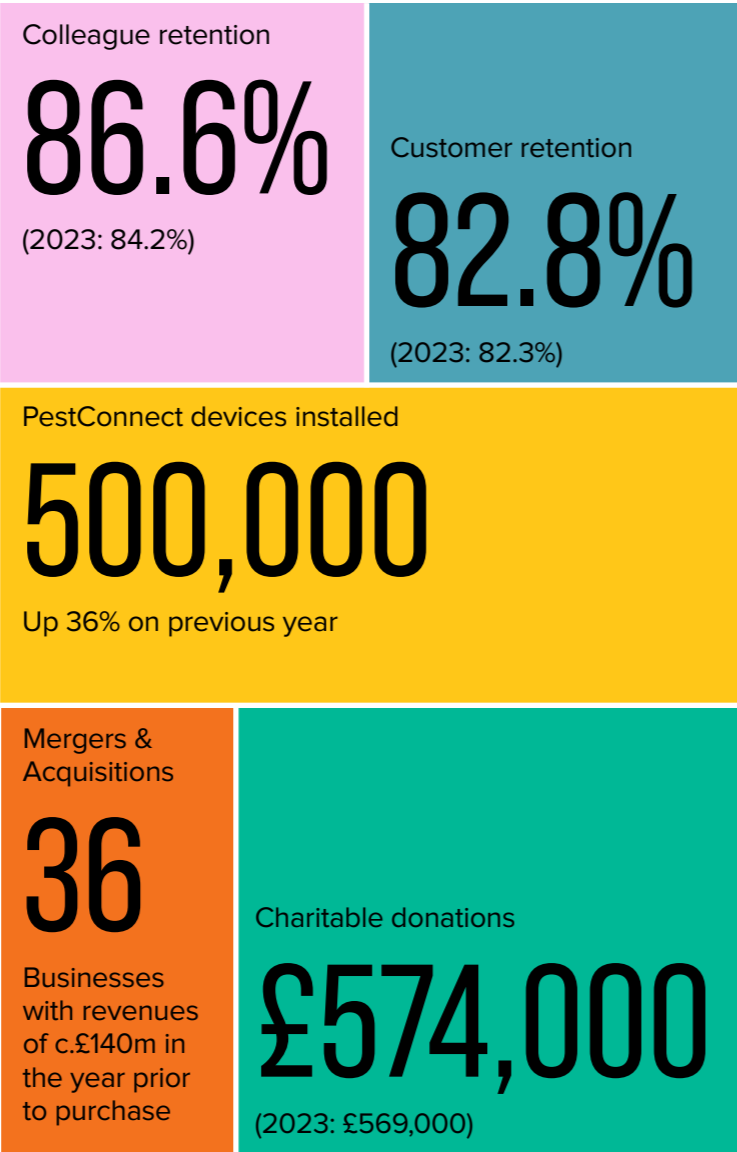 Colleague retention
86.6%
(2023: 84.2%)
Customer retention
82.8%
(2023: 82.3%)
PestConnect devices installed
500,000
Up 36% on previous year
Mergers &
Acquisitions
36
Businesses
with revenues
of c.£140m in
the year prior
to purchase
Charitable donations
£574,000
(2023: £569,000)